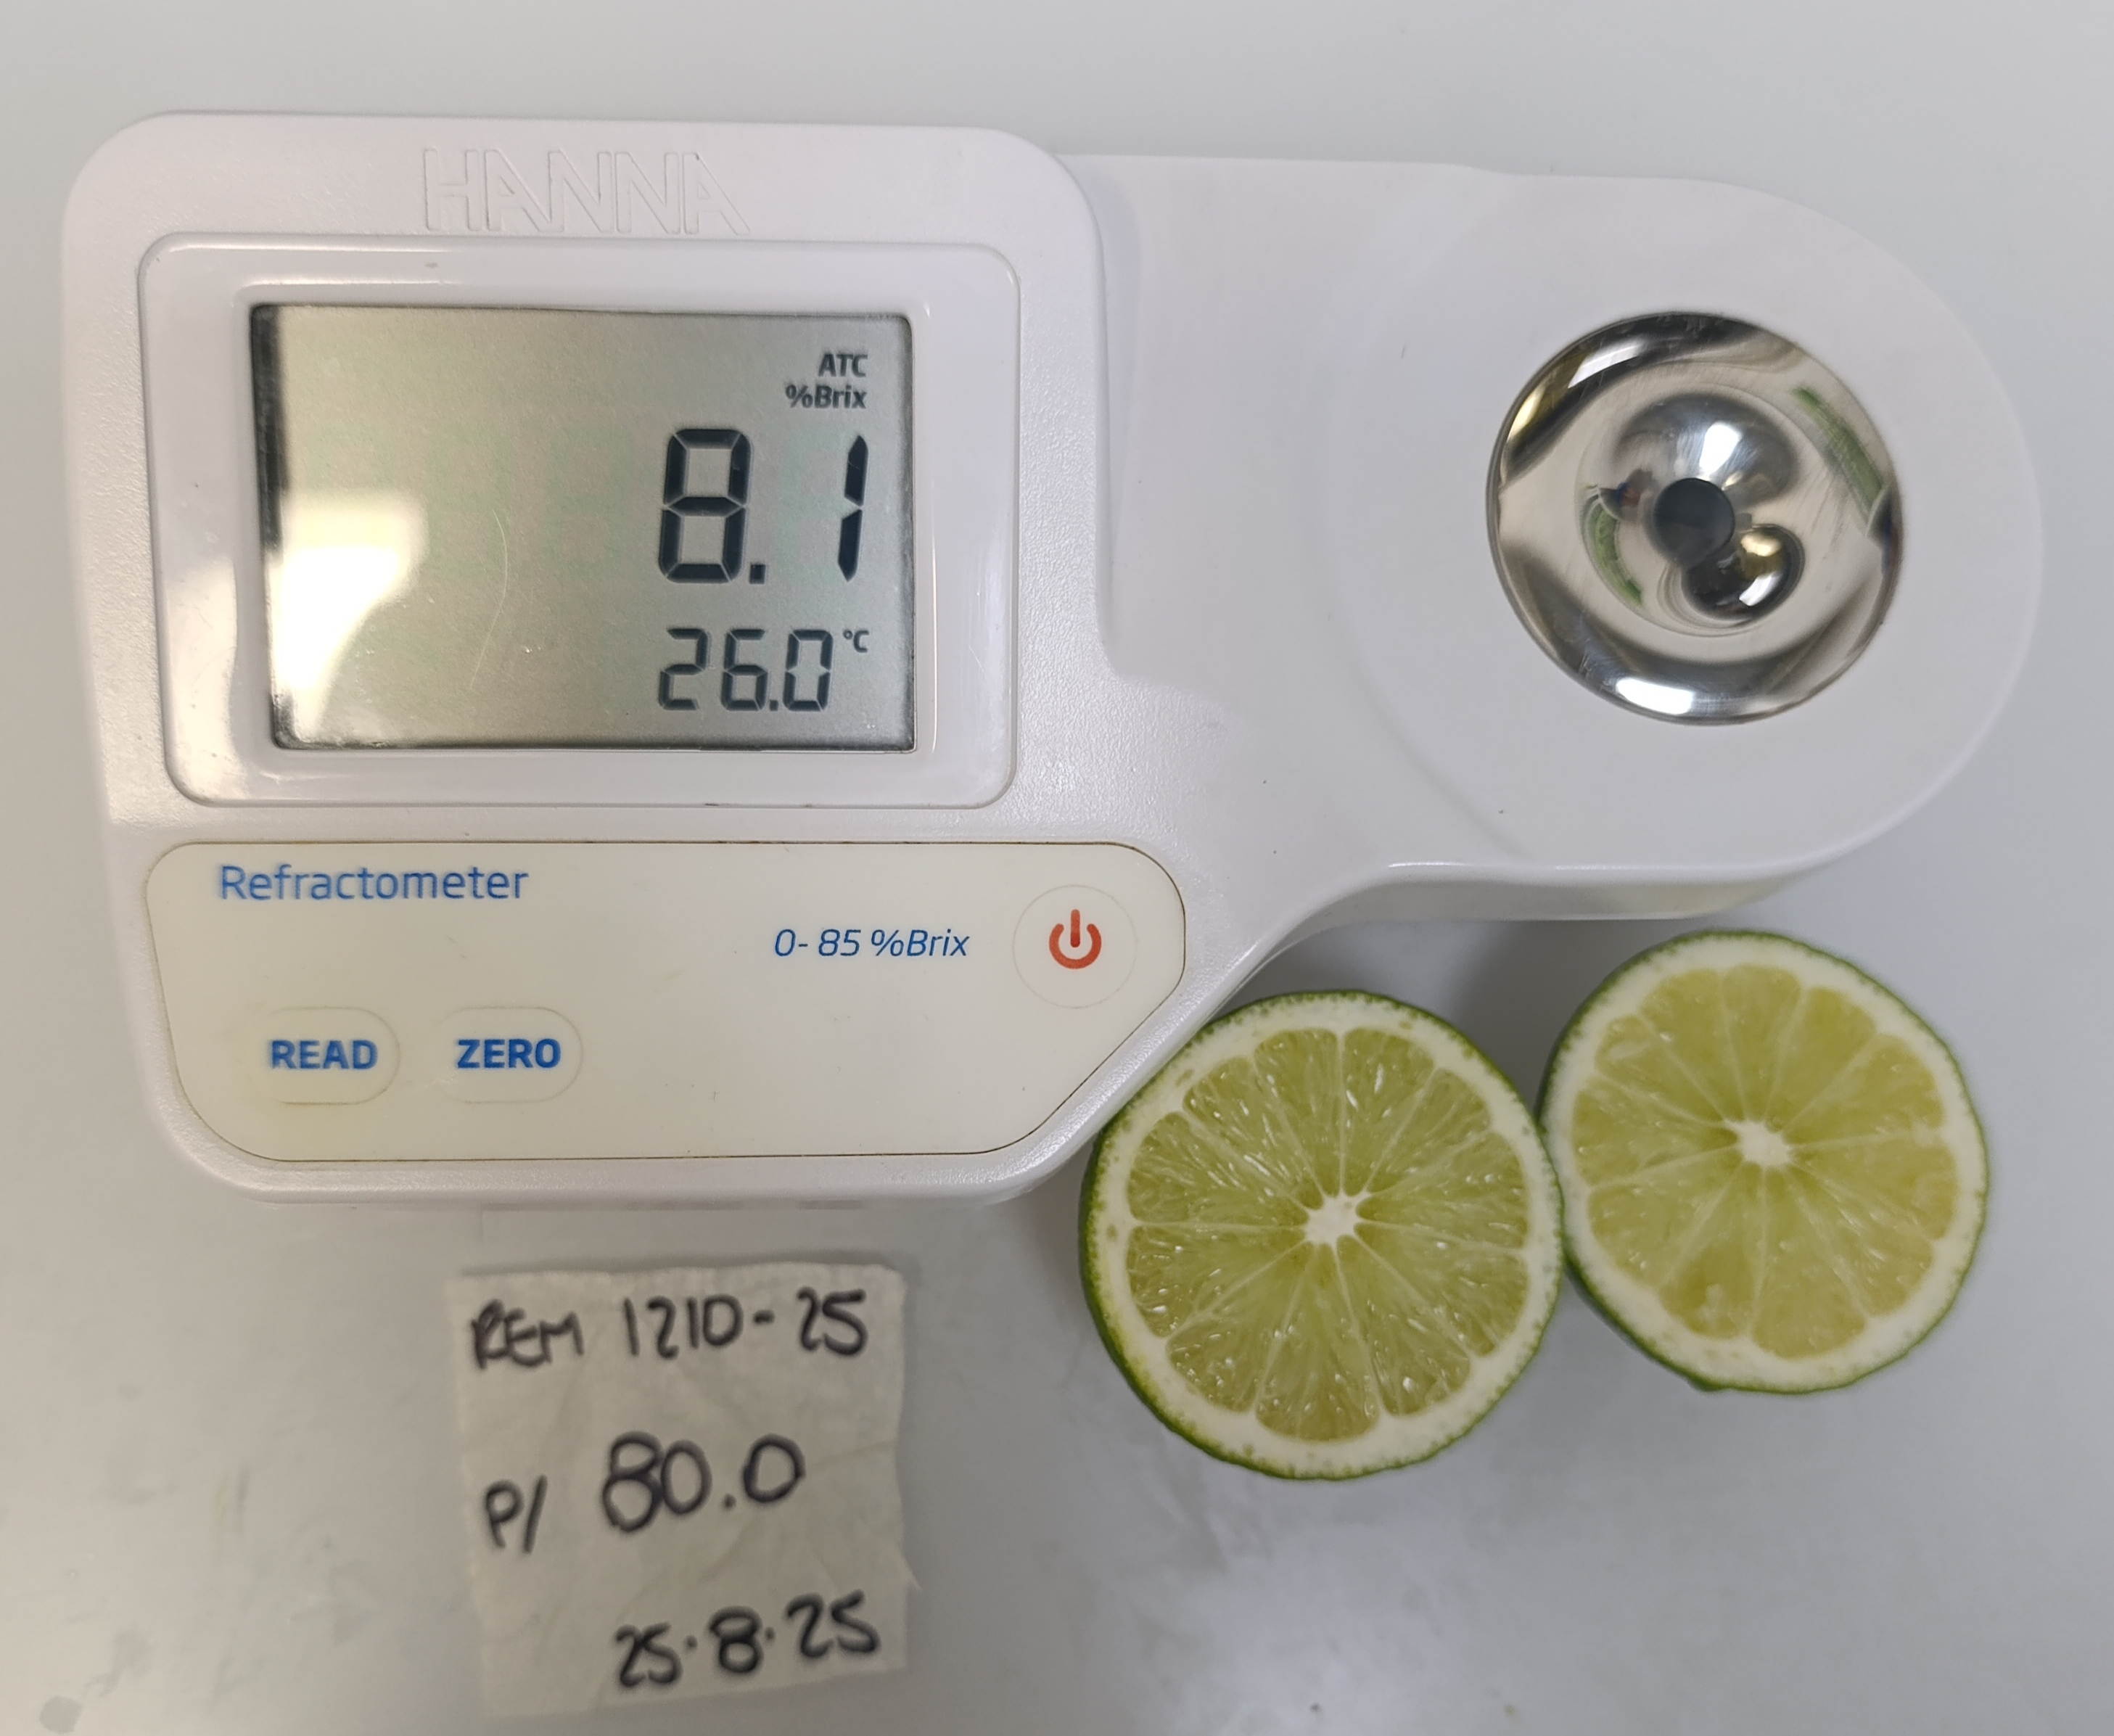 HANNA
ATC
%Brix
8.1
26.0 °C
Refractometer
0- 85 %Brix
READ ZERO
REM 1210-25
P/ 80.0
25.8.25